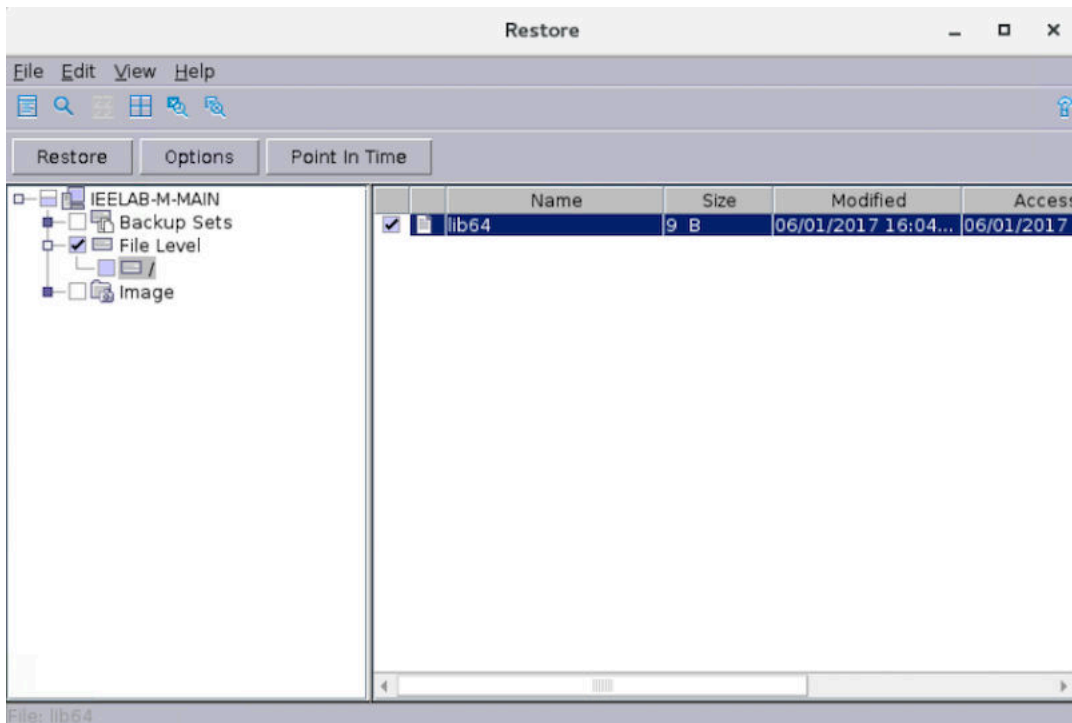 Restore
File Edit View Help
Restore Options Point In Time
IEELAB-M-MAIN
Backup Sets
File Level
/
Image
Name Size Modified Access
lib64 9 B 06/01/2017 16:04... 06/01/2017
File: lib64